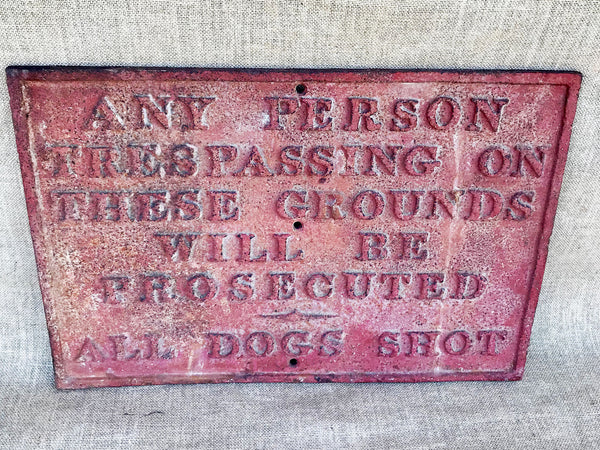 ANY PERSON
TRESPASSING ON
THESE GROUNDS
WILL BE
PROSECUTED
ALL DOGS SHOT